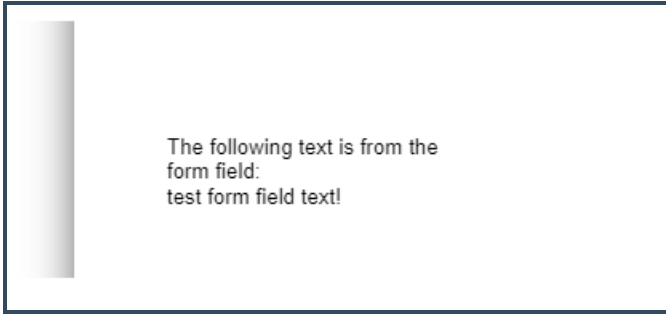 The following text is from the
form field:
test form field text!